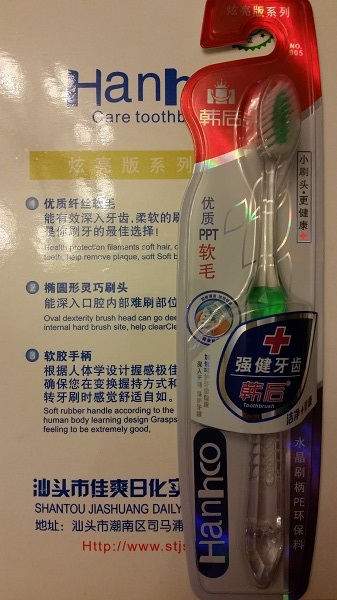 Hanho
Care toothb
炫亮版系列
1 优质纤丝软毛
能有效深入牙齿,柔软的刷
是你刷牙的最佳选择!
Health protection filaments soft hair,
teeth, help remove plaque, soft Soft b
2 椭圆形灵巧刷头
能深入口腔内部难刷部位
Oval dexterity brush head can go dee
internal hard brush site, help clearCle
3 软胶手柄
根据人体学设计握感极佳
确保您在变换握持方式和
转牙刷时感觉舒适自如。
Soft rubber handle according to the
human body learning design Grasps
feeling to be extremely good,
汕头市佳爽日化实
SHANTOU JIASHUANG DAILY
地址: 汕头市潮南区司马浦
Http://www.stjs
炫亮版系列
NO.
905
韩后
小刷头·更健康
优质PPT软毛
强健牙齿
韩后
Toothbrush
洁净
Hanhoo
水晶刷柄PE环保料